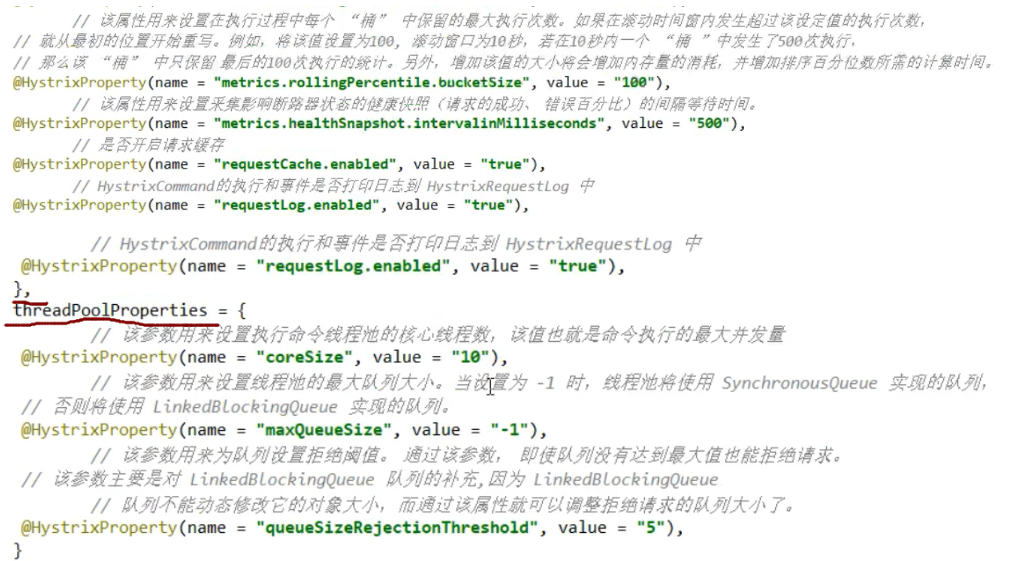 // 该属性用来设置在执行过程中每个 “桶” 中保留的最大执行次数。如果在滚动时间窗内发生超过该设定值的执行次数，
// 就从最初的位置开始重写。例如，将该值设置为100, 滚动窗口为10秒，若在10秒内一个 “桶 ”中发生了500次执行，
// 那么该 “桶” 中只保留 最后的100次执行的统计。另外，增加该值的大小将会增加内存量的消耗，并增加排序百分位数所需的计算时间。
@HystrixProperty(name = "metrics.rollingPercentile.bucketSize", value = "100"),
// 该属性用来设置采集影响断路器状态的健康快照（请求的成功、 错误百分比）的间隔等待时间。
@HystrixProperty(name = "metrics.healthSnapshot.intervalinMilliseconds", value = "500"),
// 是否开启请求缓存
@HystrixProperty(name = "requestCache.enabled", value = "true"),
// HystrixCommand的执行和事件是否打印日志到 HystrixRequestLog 中
@HystrixProperty(name = "requestLog.enabled", value = "true"),
// HystrixCommand的执行和事件是否打印日志到 HystrixRequestLog 中
@HystrixProperty(name = "requestLog.enabled", value = "true"),
},
threadPoolProperties = {
// 该参数用来设置执行命令线程池的核心线程数，该值也就是命令执行的最大并发量
@HystrixProperty(name = "coreSize", value = "10"),
// 该参数用来设置线程池的最大队列大小。当设置为 -1 时，线程池将使用 SynchronousQueue 实现的队列，
// 否则将使用 LinkedBlockingQueue 实现的队列。
@HystrixProperty(name = "maxQueueSize", value = "-1"),
// 该参数用来为队列设置拒绝阈值。 通过该参数， 即使队列没有达到最大值也能拒绝请求。
// 该参数主要是对 LinkedBlockingQueue 队列的补充,因为 LinkedBlockingQueue
// 队列不能动态修改它的对象大小，而通过该属性就可以调整拒绝请求的队列大小了。
@HystrixProperty(name = "queueSizeRejectionThreshold", value = "5"),
}